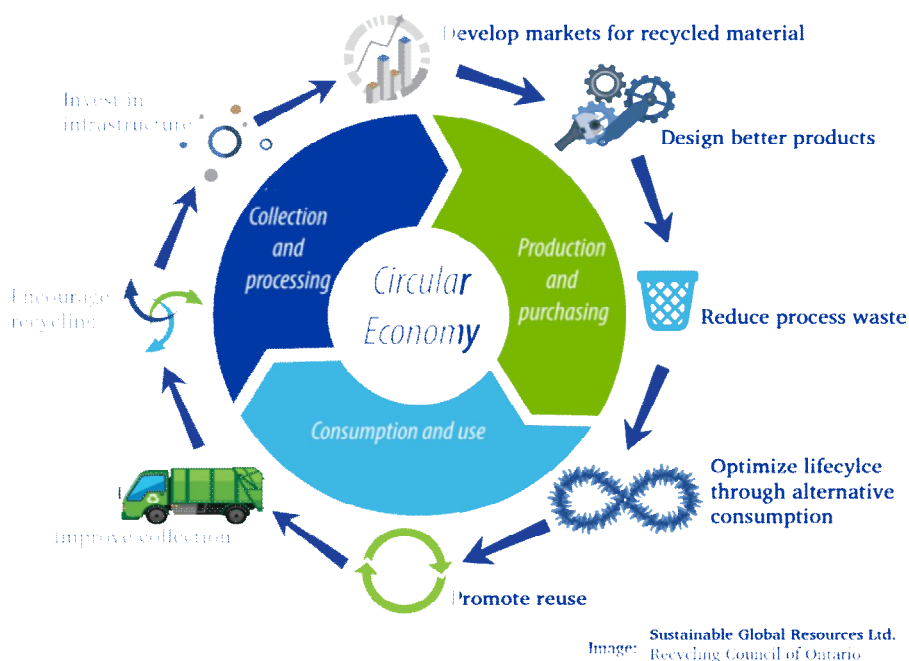 Develop markets for recycled material
Invest in
infrastructure
Design better products
Collection
and
processing
Production
and
purchasing
Circular
Economy
Encourage
recycling
Reduce process waste
Consumption and use
Optimize lifecylce
through alternative
consumption
Improve collection
Promote reuse
Image:
Sustainable Global Resources Ltd.
Recycling Council of Ontario